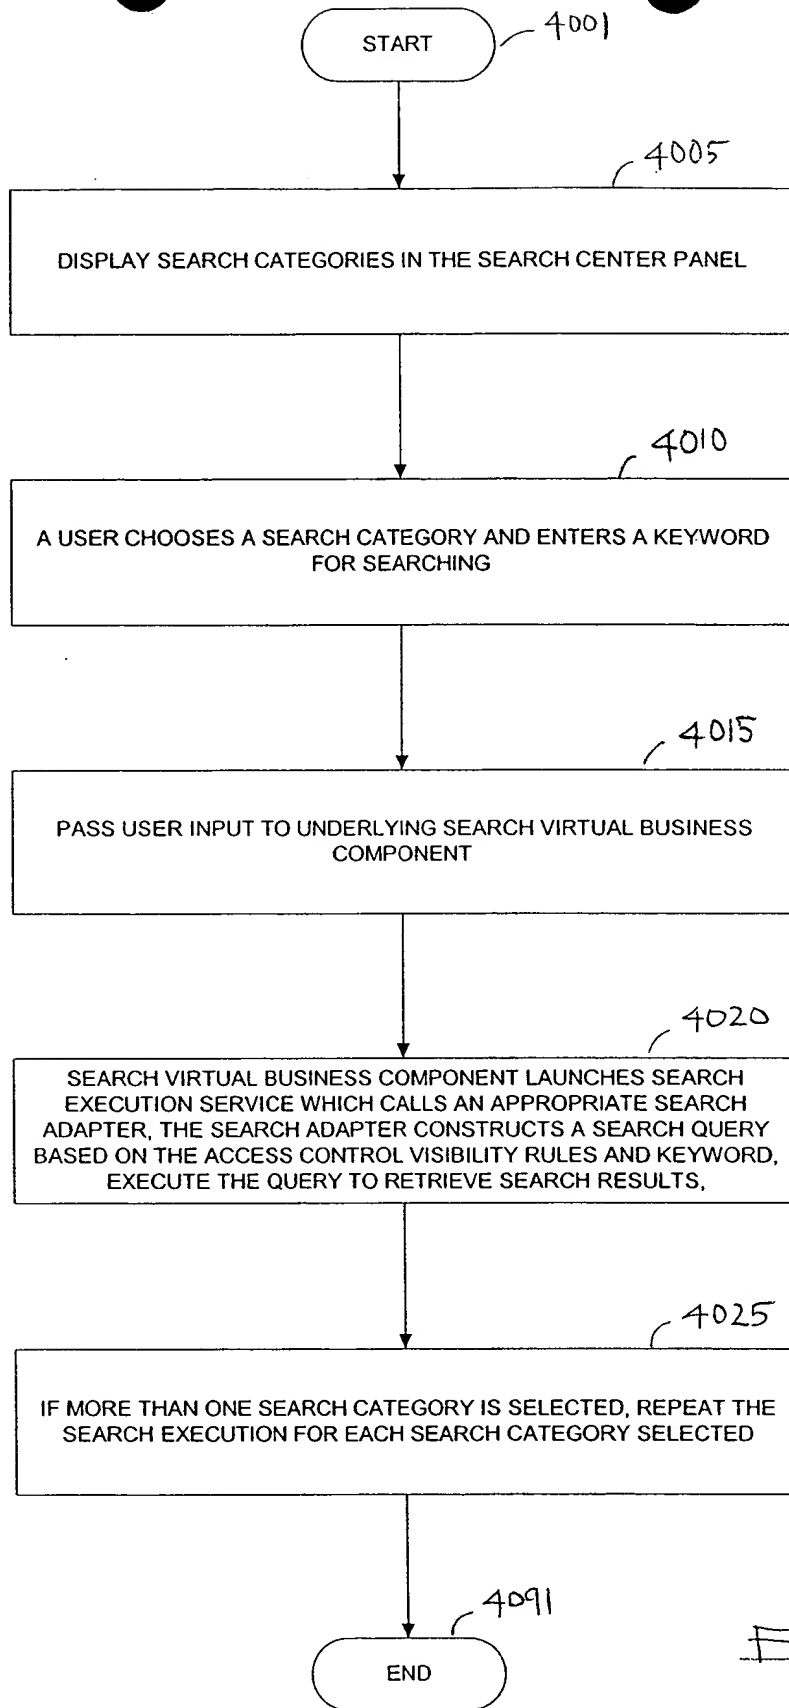 START
4001
4005
DISPLAY SEARCH CATEGORIES IN THE SEARCH CENTER PANEL
4010
A USER CHOOSES A SEARCH CATEGORY AND ENTERS A KEYWORD
FOR SEARCHING
4015
PASS USER INPUT TO UNDERLYING SEARCH VIRTUAL BUSINESS
COMPONENT
4020
SEARCH VIRTUAL BUSINESS COMPONENT LAUNCHES SEARCH
EXECUTION SERVICE WHICH CALLS AN APPROPRIATE SEARCH
ADAPTER, THE SEARCH ADAPTER CONSTRUCTS A SEARCH QUERY
BASED ON THE ACCESS CONTROL VISIBILITY RULES AND KEYWORD,
EXECUTE THE QUERY TO RETRIEVE SEARCH RESULTS,
4025
IF MORE THAN ONE SEARCH CATEGORY IS SELECTED, REPEAT THE
SEARCH EXECUTION FOR EACH SEARCH CATEGORY SELECTED
4091
END